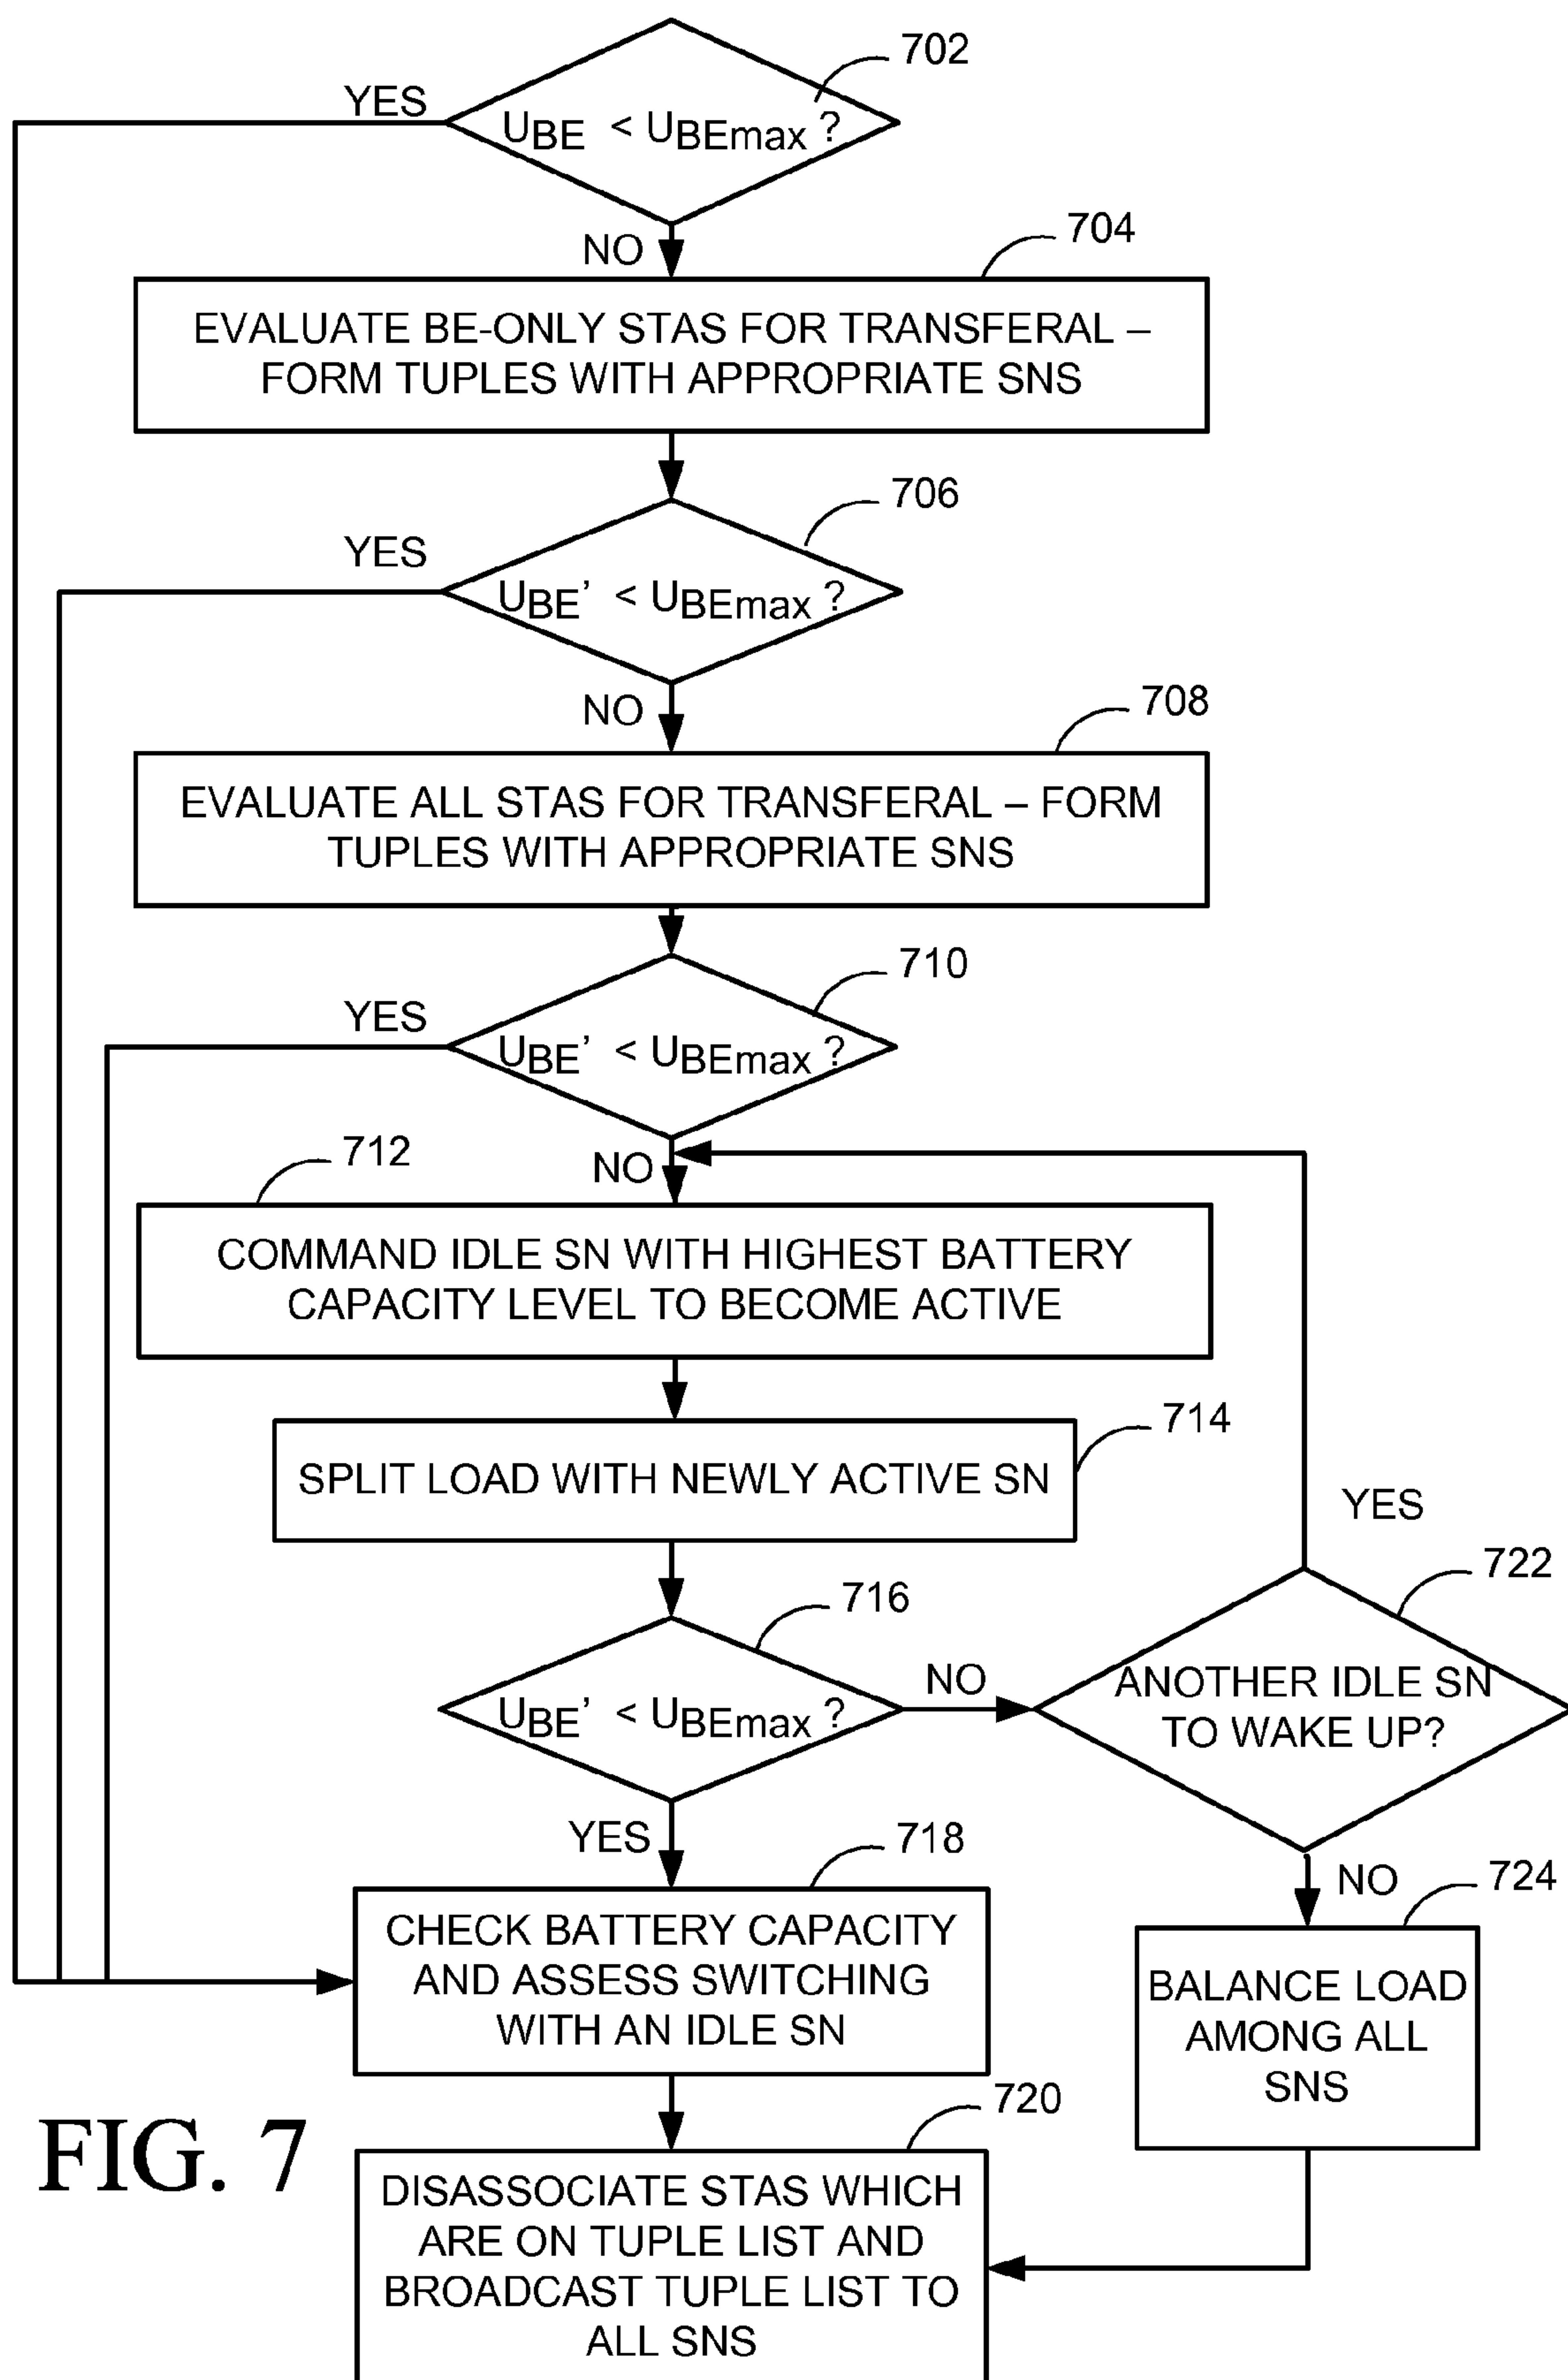 702
YES
UBE < UBEmax ?
NO
704
EVALUATE BE-ONLY STAS FOR TRANSFERAL –
FORM TUPLES WITH APPROPRIATE SNS
706
YES
UBE’ < UBEmax ?
NO
708
EVALUATE ALL STAS FOR TRANSFERAL – FORM
TUPLES WITH APPROPRIATE SNS
710
YES
UBE’ < UBEmax ?
712
NO
COMMAND IDLE SN WITH HIGHEST BATTERY
CAPACITY LEVEL TO BECOME ACTIVE
714
SPLIT LOAD WITH NEWLY ACTIVE SN
YES
722
716
NO
UBE’ < UBEmax ?
ANOTHER IDLE SN
TO WAKE UP?
YES
718
NO
724
CHECK BATTERY CAPACITY
AND ASSESS SWITCHING
WITH AN IDLE SN
BALANCE LOAD
AMONG ALL
SNS
720
FIG. 7
DISASSOCIATE STAS WHICH
ARE ON TUPLE LIST AND
BROADCAST TUPLE LIST TO
ALL SNS